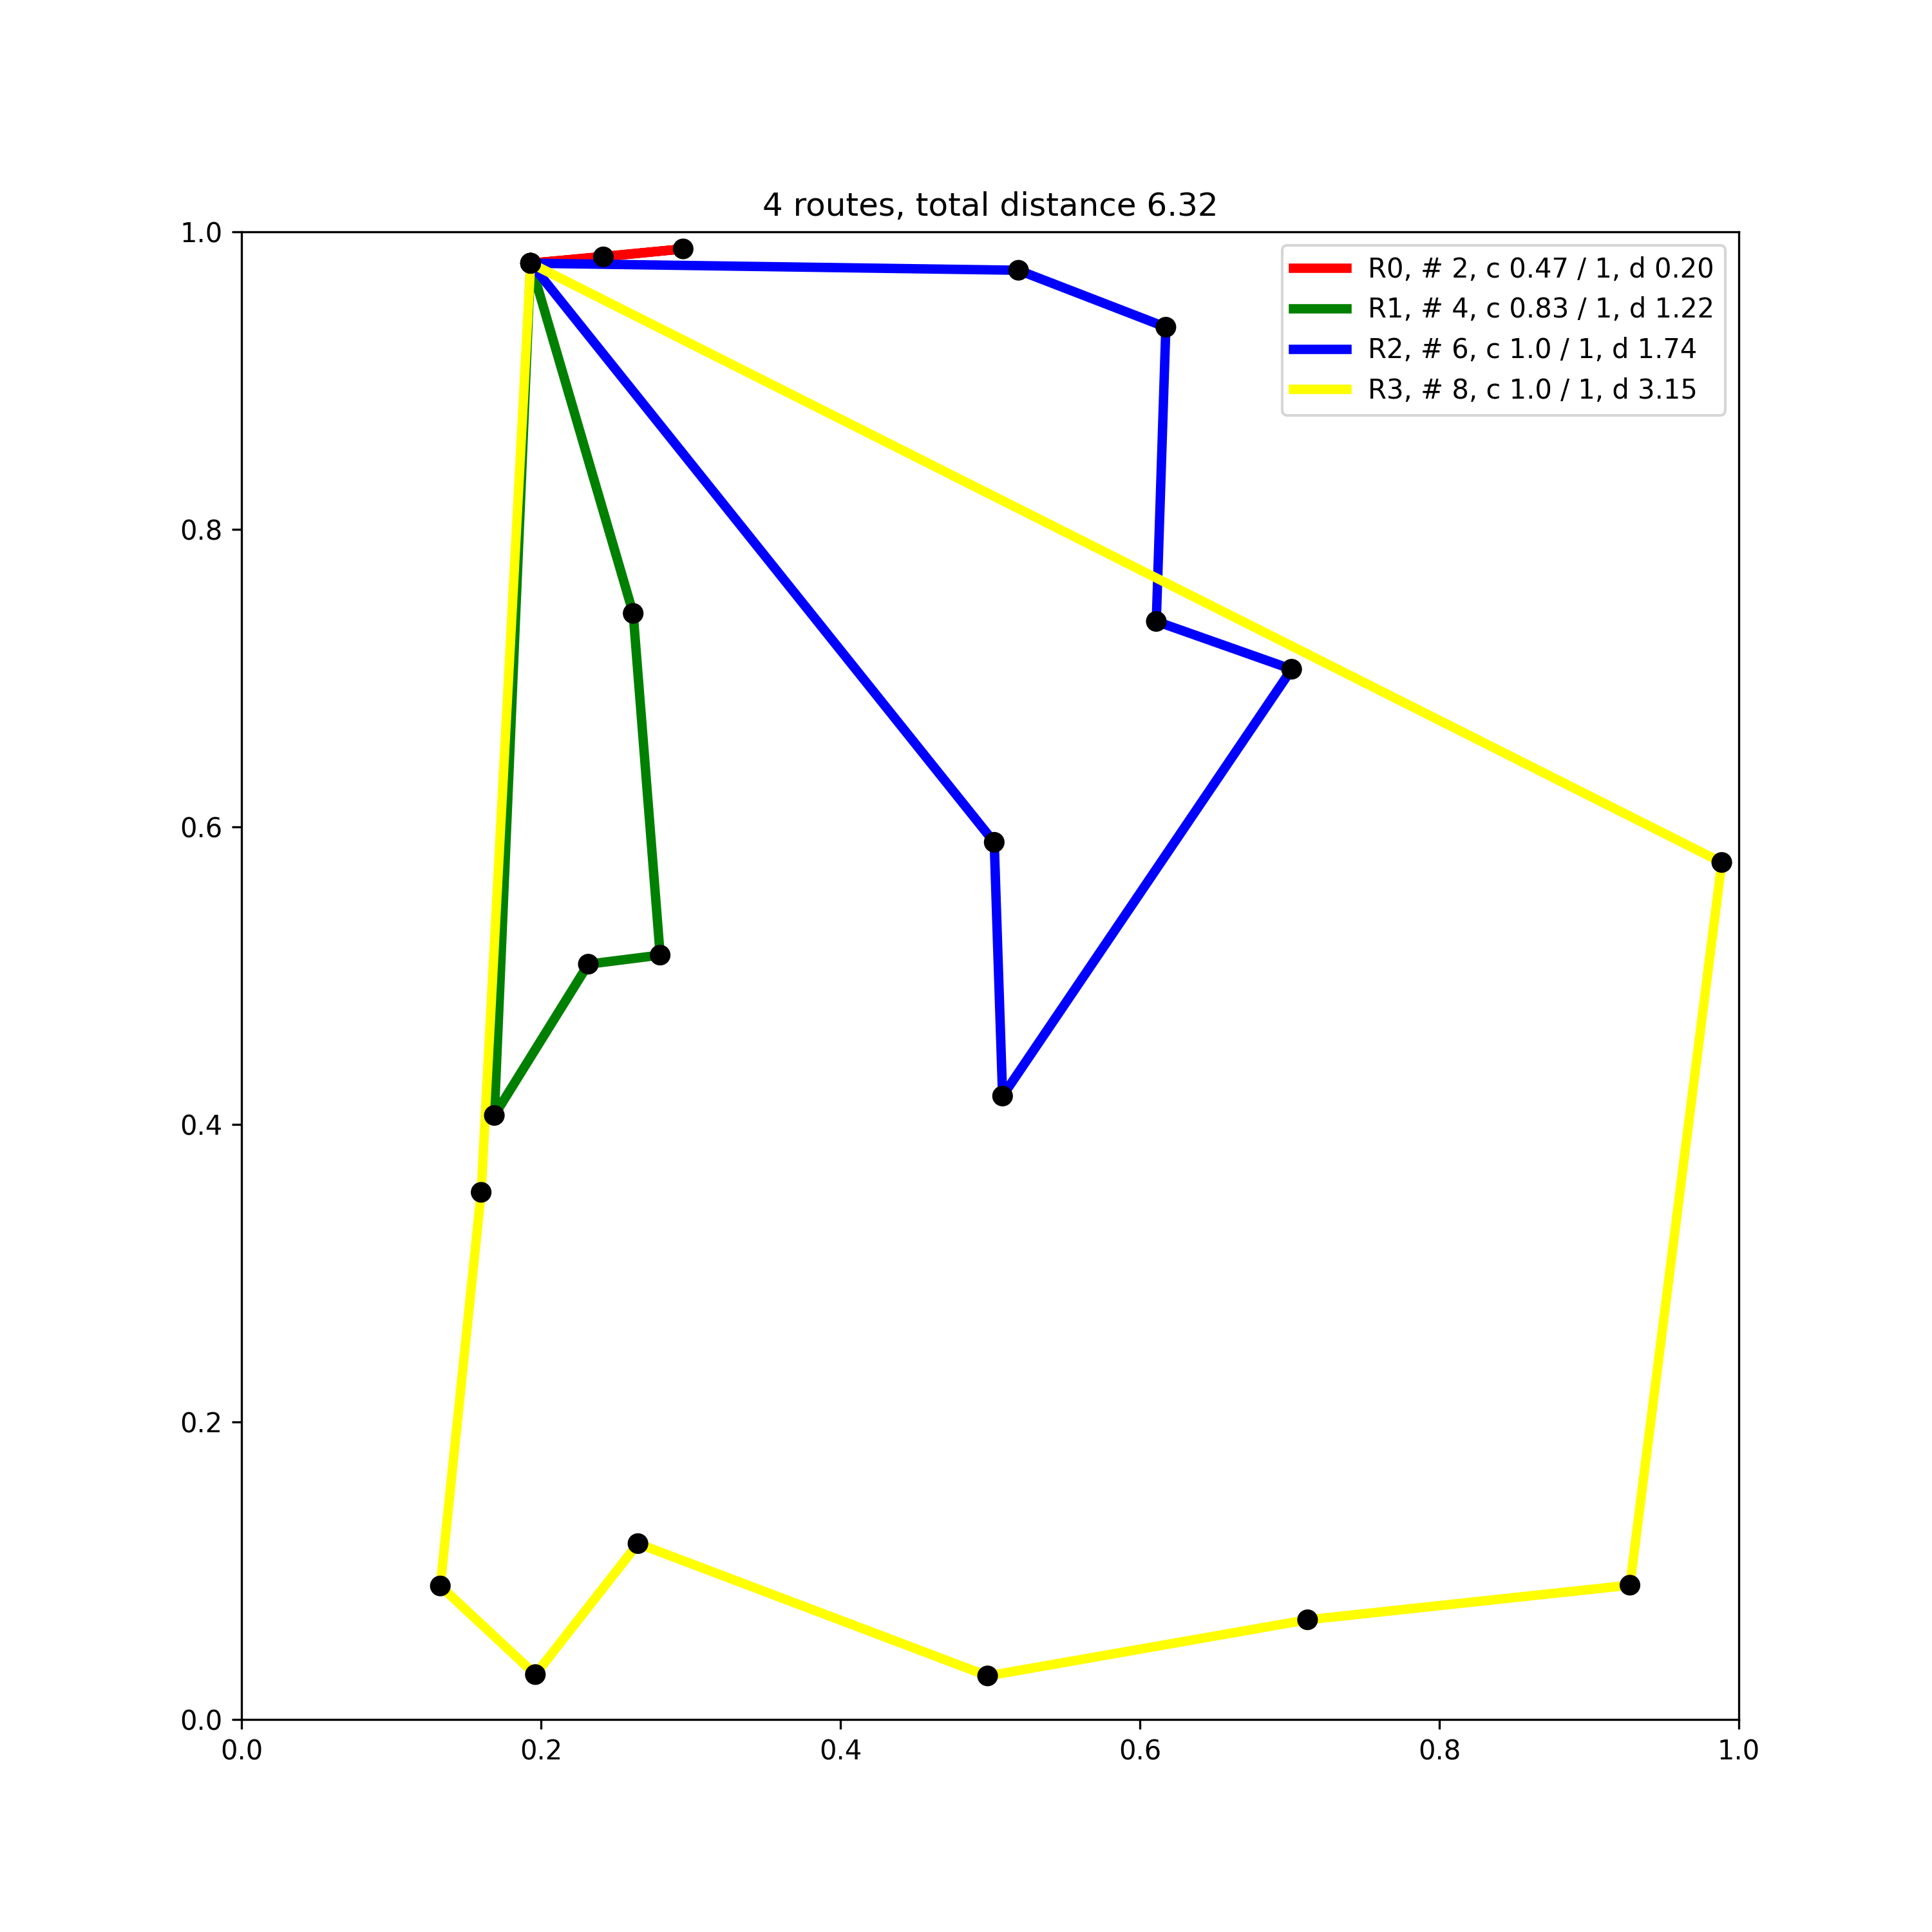 4 routes, total distance 6.32
R0, # 2, c 0.47 / 1, d 0.20
R1, # 4, c 0.83 / 1, d 1.22
R2, # 6, c 1.0 / 1, d 1.74
R3, # 8, c 1.0 / 1, d 3.15
1.0
0.8
0.6
0.4
0.2
0.0
0.0 0.2 0.4 0.6 0.8 1.0